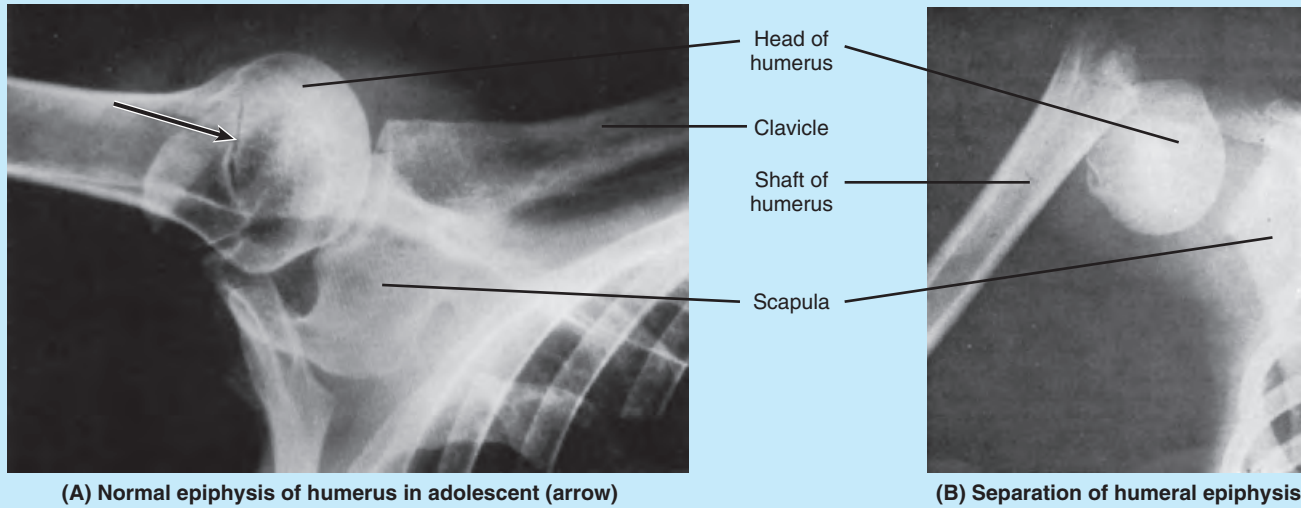 Head of
humerus
Clavicle
Shaft of
humerus
Scapula
(A) Normal epiphysis of humerus in adolescent (arrow)
(B) Separation of humeral epiphysis